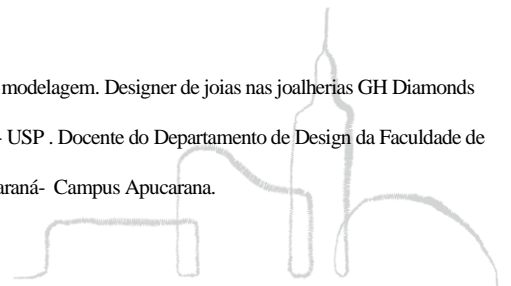 modelagem. Designer de joias nas joalherias GH Diamonds
- USP . Docente do Departamento de Design da Faculdade de
araná- Campus Apucarana.